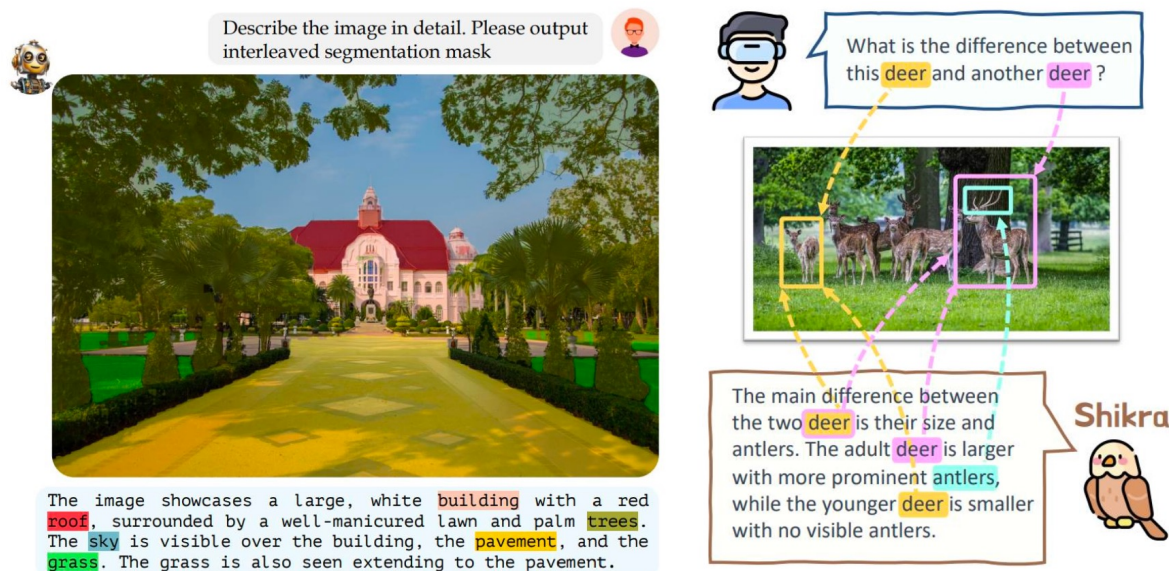 Describe the image in detail. Please output
interleaved segmentation mask
The image showcases a large, white building with a red
roof, surrounded by a well-manicured lawn and palm trees.
The sky is visible over the building, the pavement, and the
grass. The grass is also seen extending to the pavement.
What is the difference between
this deer and another deer ?
The main difference between
the two deer is their size and
antlers. The adult deer is larger
with more prominent antlers,
while the younger deer is smaller
with no visible antlers.
Shikra